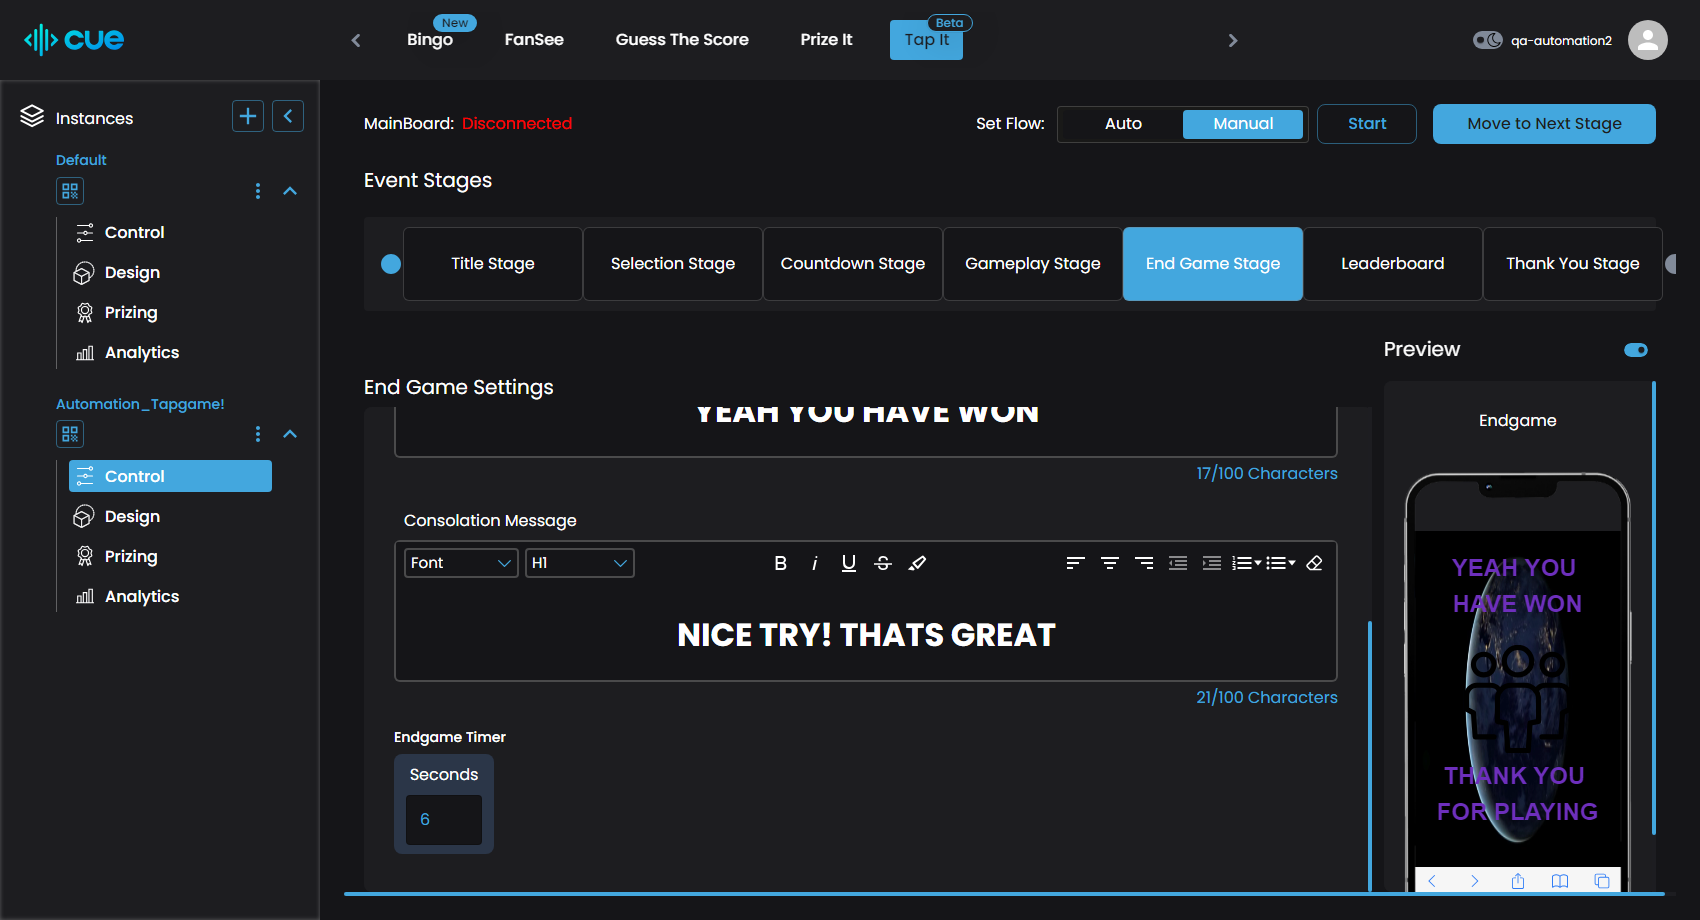 cue
New
Bingo
FanSee
Guess The Score
Prize It
Beta
Tap It
qa-automation2
Instances
Default
Control
Design
Prizing
Analytics
Automation_Tapgame!
Control
Design
Prizing
Analytics
MainBoard: Disconnected
Set Flow:
Auto
Manual
Start
Move to Next Stage
Event Stages
Title Stage
Selection Stage
Countdown Stage
Gameplay Stage
End Game Stage
Leaderboard
Thank You Stage
End Game Settings
YEAH YOU HAVE WON
17/100 Characters
Consolation Message
Font
H1
B i U S
NICE TRY! THATS GREAT
21/100 Characters
Endgame Timer
Seconds
6
Preview
Endgame
YEAH YOU
HAVE WON
THANK YOU
FOR PLAYING